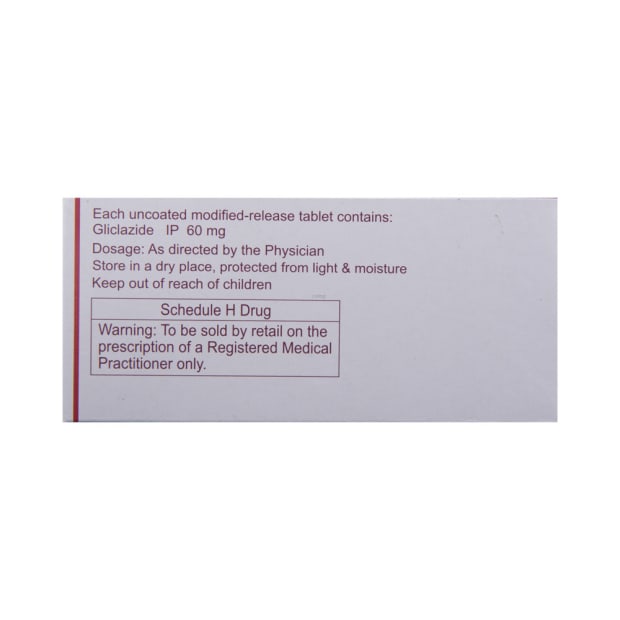 Each uncoated modified-release tablet contains:
Gliclazide IP 60 mg
Dosage: As directed by the Physician
Store in a dry place, protected from light & moisture
Keep out of reach of children
Schedule H Drug
Warning: To be sold by retail on the
prescription of a Registered Medical
Practitioner only.